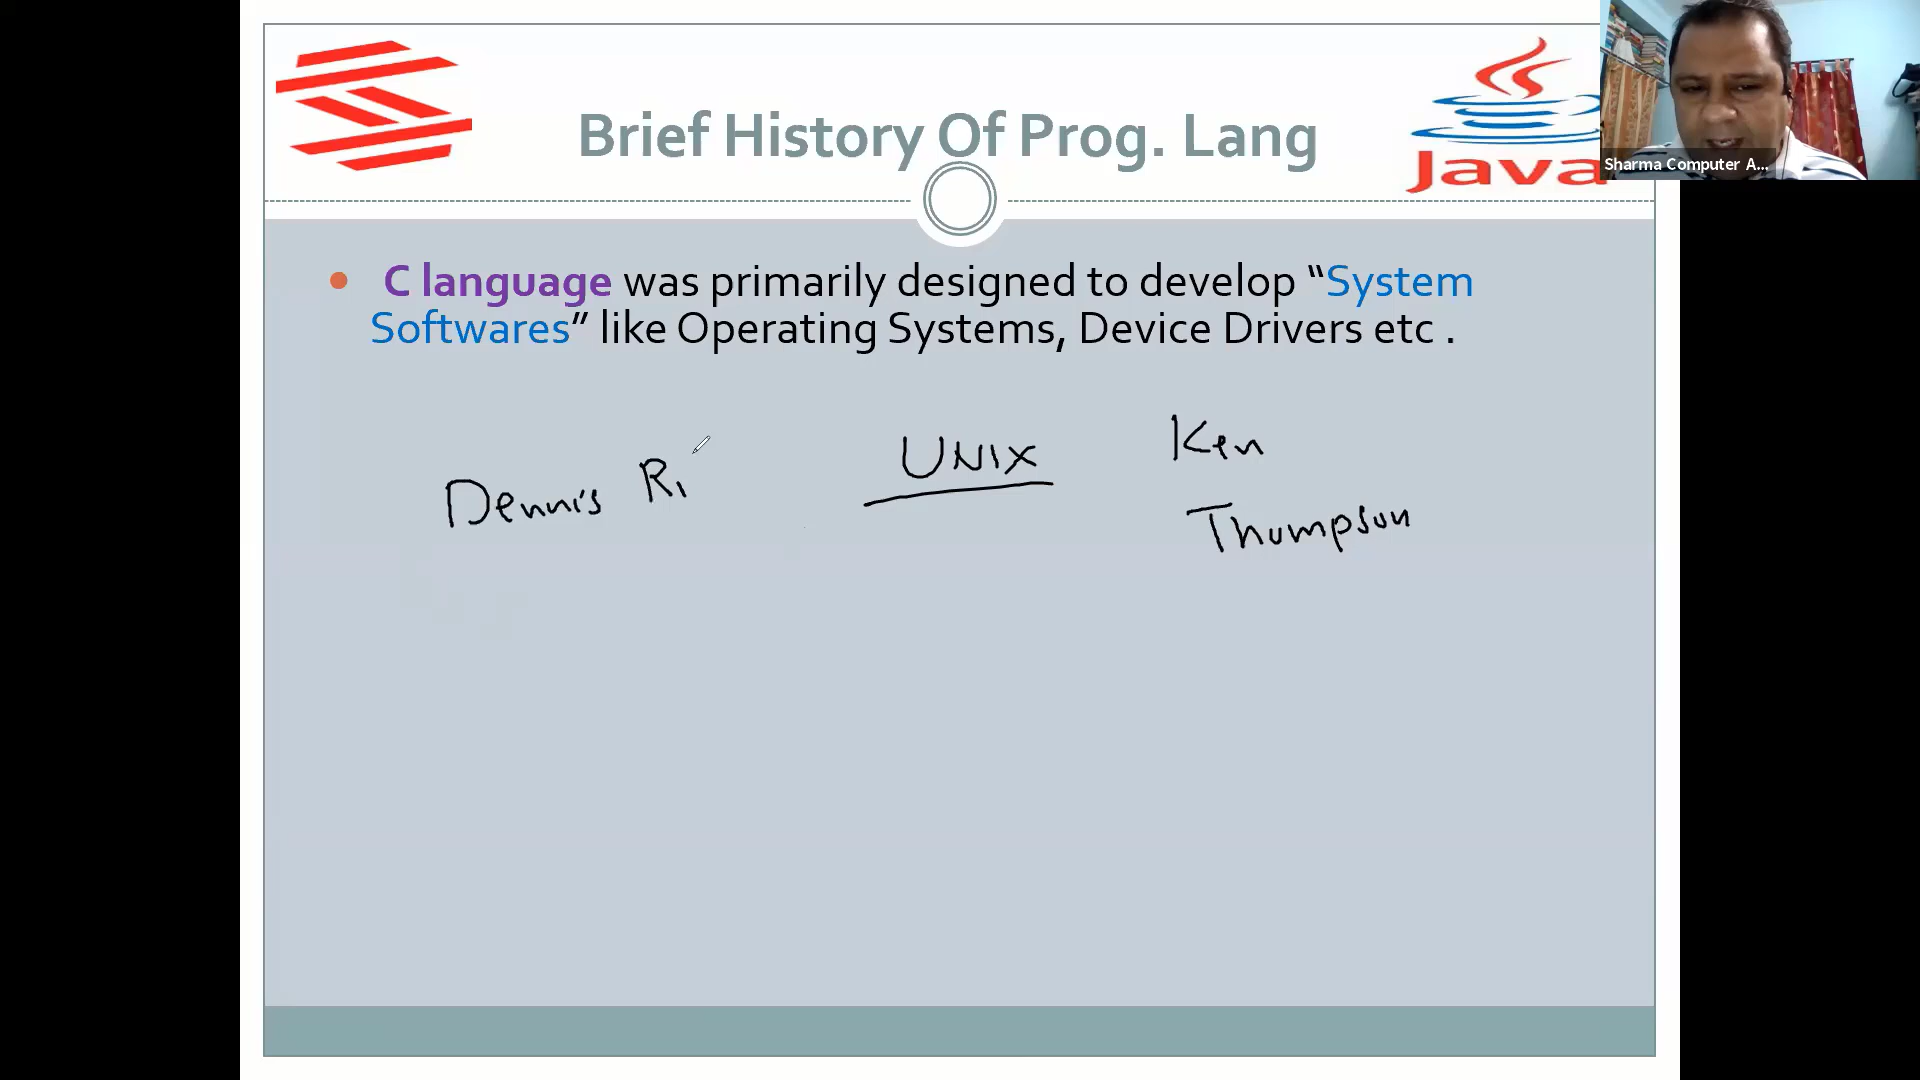 Brief History Of Prog. Lang
Java
Sharma Computer A...
C language was primarily designed to develop “System
Softwares” like Operating Systems, Device Drivers etc .
Dennis Ri
UNIX
Ken
Thompson